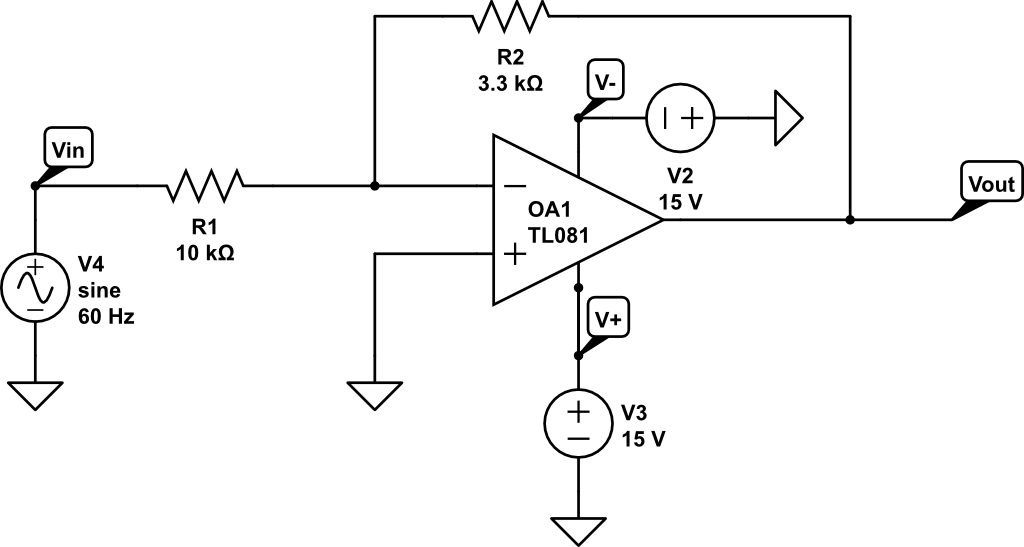 R2
3.3 kΩ
V-
Vin
V2
15 V
Vout
R1
10 kΩ
−
+
OA1
TL081
V4
sine
60 Hz
V+
V3
15 V